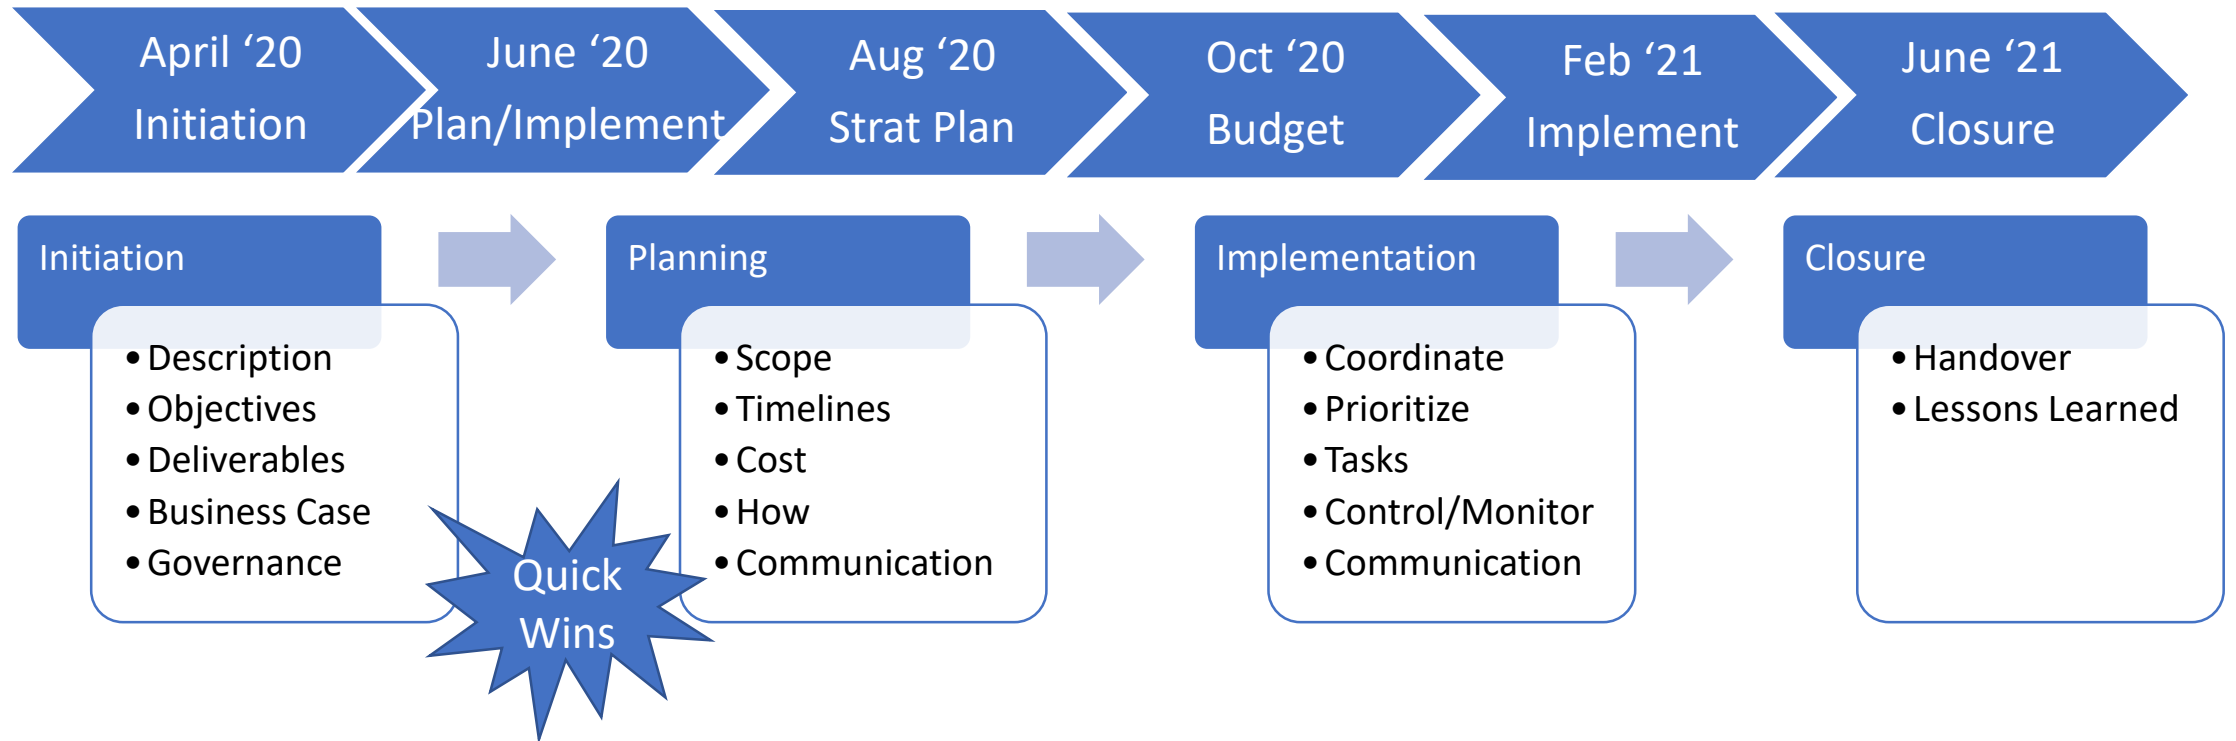 April ‘20
Initiation
June ‘20
Plan/Implement
Aug ‘20
Strat Plan
Oct ‘20
Budget
Feb ‘21
Implement
June ‘21
Closure
Initiation
• Description
• Objectives
• Deliverables
• Business Case
• Governance
Quick
Wins
Planning
• Scope
• Timelines
• Cost
• How
• Communication
Implementation
• Coordinate
• Prioritize
• Tasks
• Control/Monitor
• Communication
Closure
• Handover
• Lessons Learned